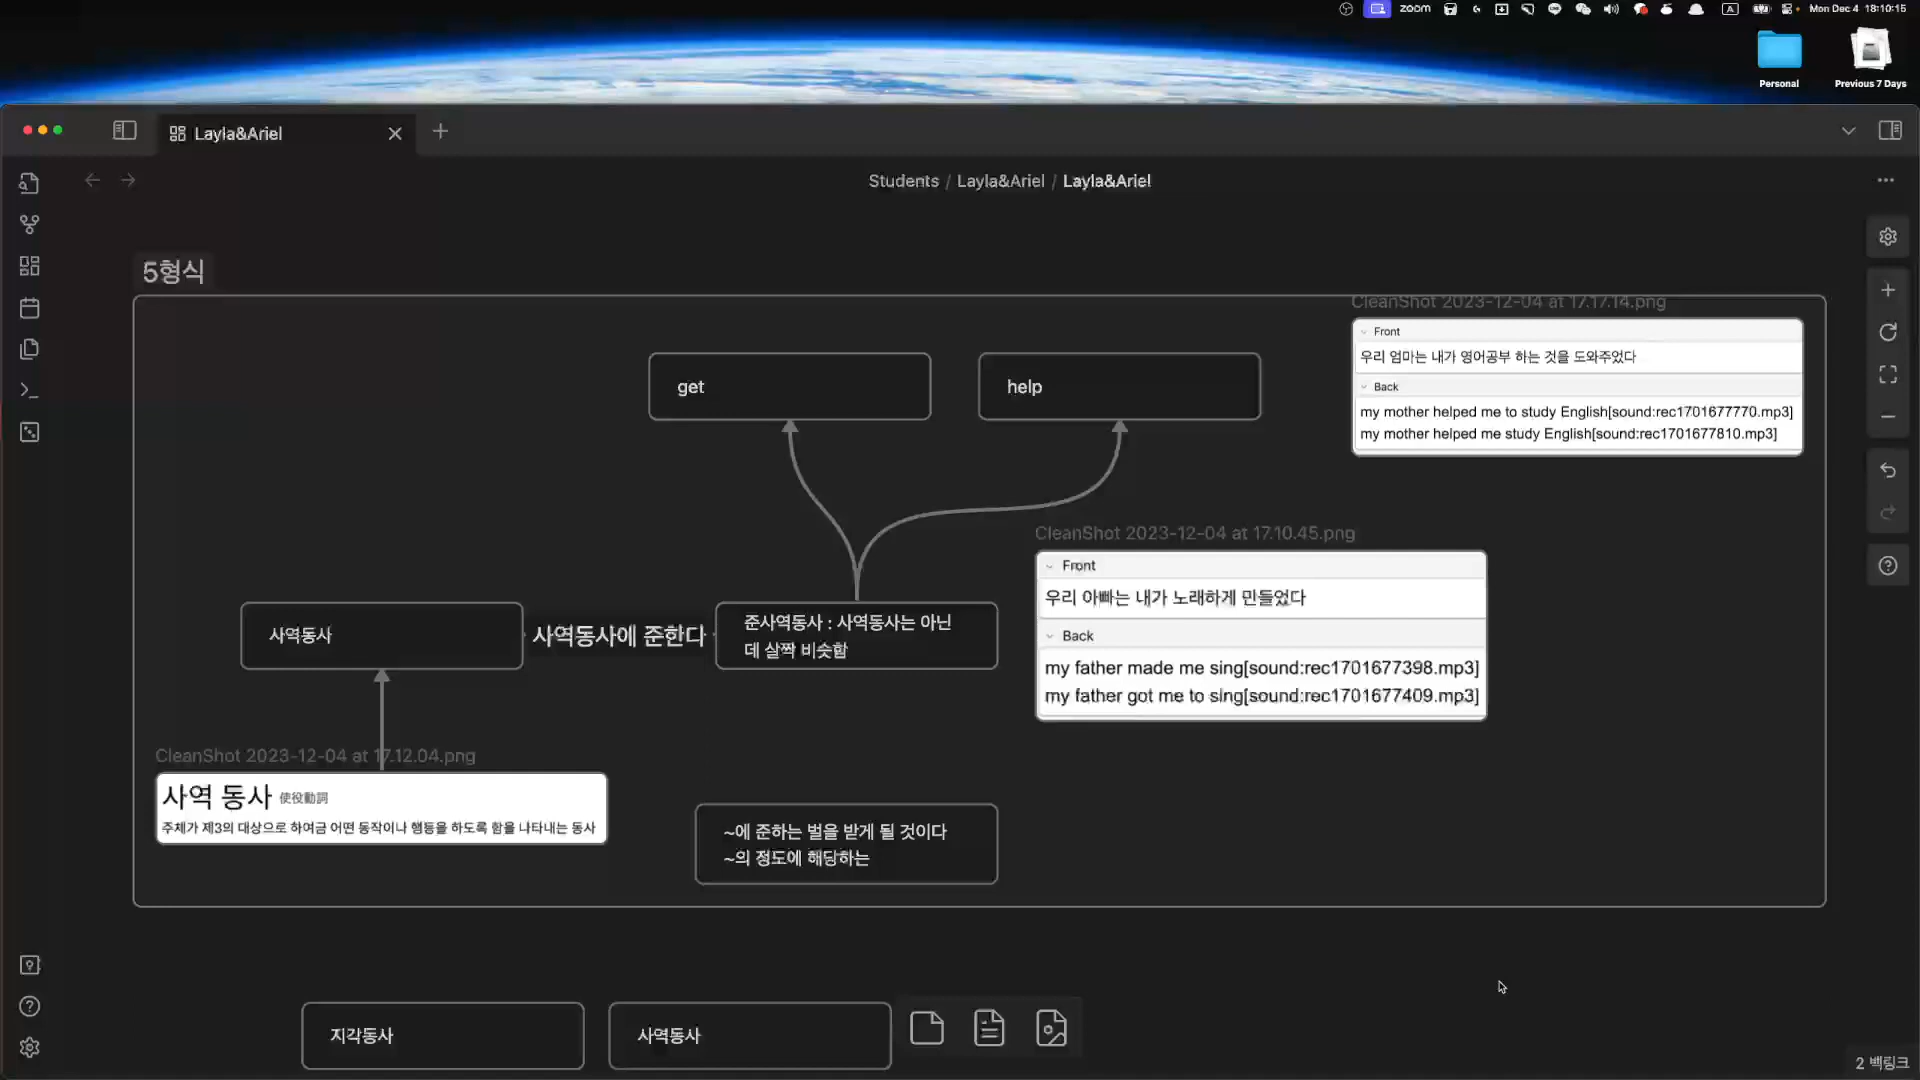 zoom
A
Mon Dec 4 18:10:15
Personal
Previous 7 Days
Layla&Ariel
Students / Layla&Ariel / Layla&Ariel
5형식
CleanShot 2023-12-04 at 17.17.14.png
Front
우리 엄마는 내가 영어공부 하는 것을 도와주었다
Back
my mother helped me to study English[sound:rec1701677770.mp3]
my mother helped me study English[sound:rec1701677810.mp3]
get
help
CleanShot 2023-12-04 at 17.10.45.png
Front
우리 아빠는 내가 노래하게 만들었다
Back
my father made me sing[sound:rec1701677398.mp3]
my father got me to sing[sound:rec1701677409.mp3]
사역동사
사역동사에 준한다
준사역동사 : 사역동사는 아닌
데 살짝 비슷함
CleanShot 2023-12-04 at 17.12.04.png
사역 동사 使役動詞
주체가 제3의 대상으로 하여금 어떤 동작이나 행동을 하도록 함을 나타내는 동사
~에 준하는 벌을 받게 될 것이다
~의 정도에 해당하는
지각동사
사역동사
2 백링크